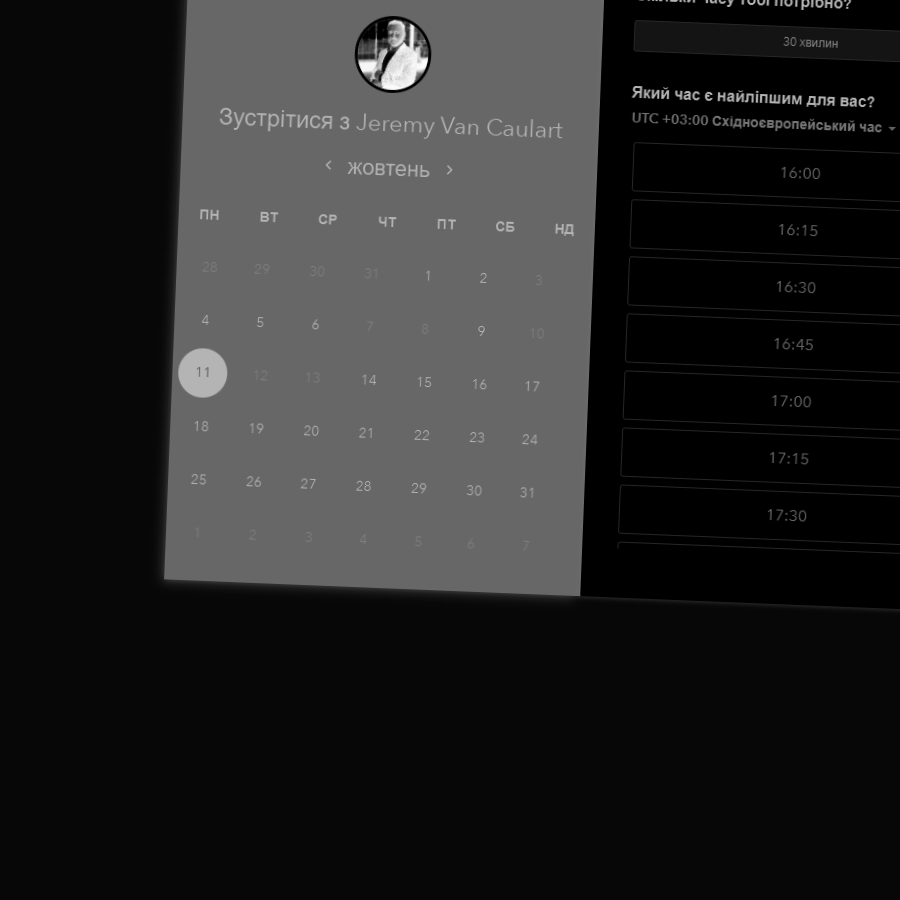 Зустрітися з Jeremy Van Caulart
‹ жовтень ›
ПН ВТ СР ЧТ ПТ СБ НД
28 29 30 31 1 2 3
4 5 6 7 8 9 10
11 12 13 14 15 16 17
18 19 20 21 22 23 24
25 26 27 28 29 30 31
1 2 3 4 5 6 7
часу тобі потрібно?
30 хвилин
Який час є найліпшим для вас?
UTC +03:00 Східноєвропейський час
16:00
16:15
16:30
16:45
17:00
17:15
17:30